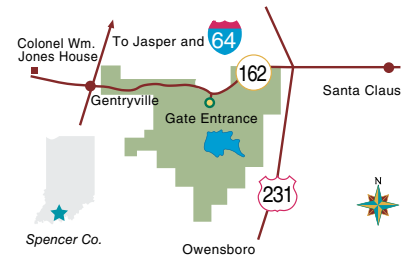 Colonel Wm.
Jones House
To Jasper and
64
162
Santa Claus
Gentryville
Gate Entrance
231
N
Spencer Co.
Owensboro